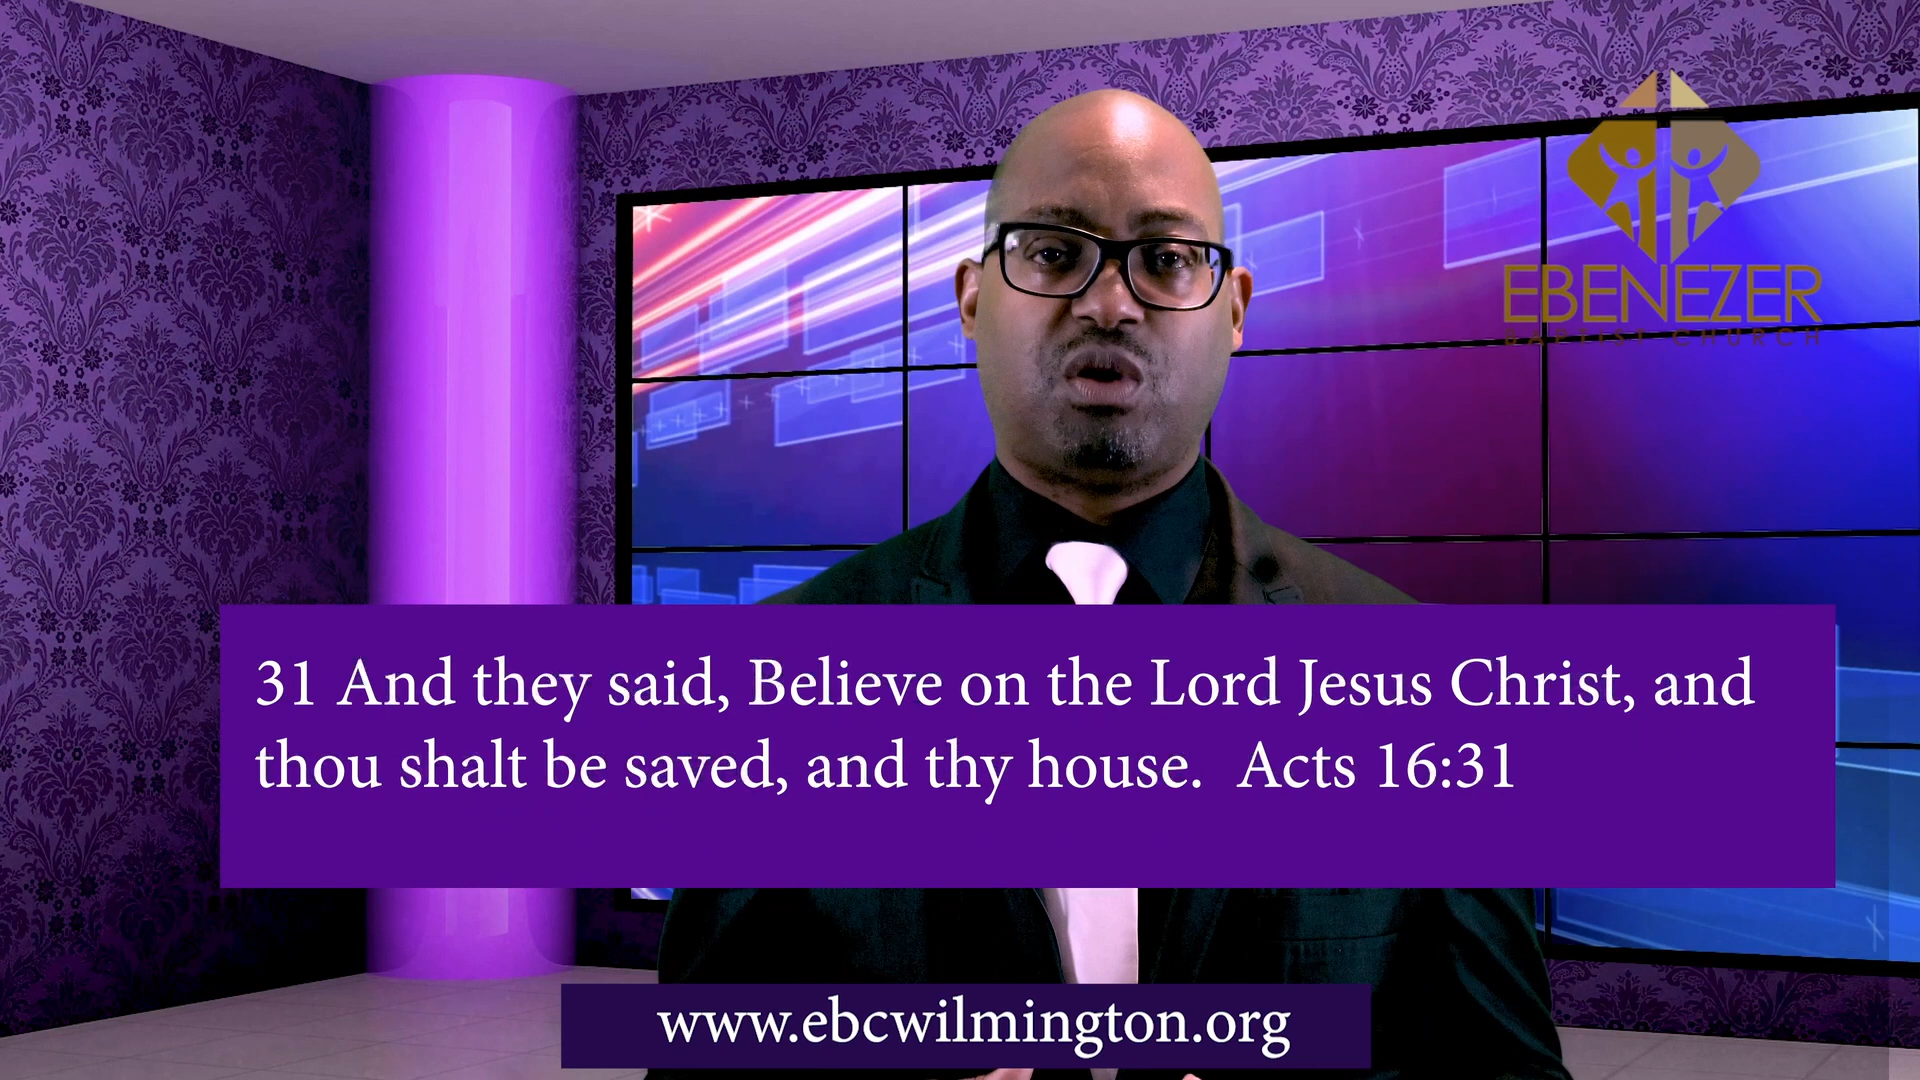 EBENEZER
BAPTIST CHURCH
31 And they said, Believe on the Lord Jesus Christ, and
thou shalt be saved, and thy house.  Acts 16:31
www.ebcwilmington.org